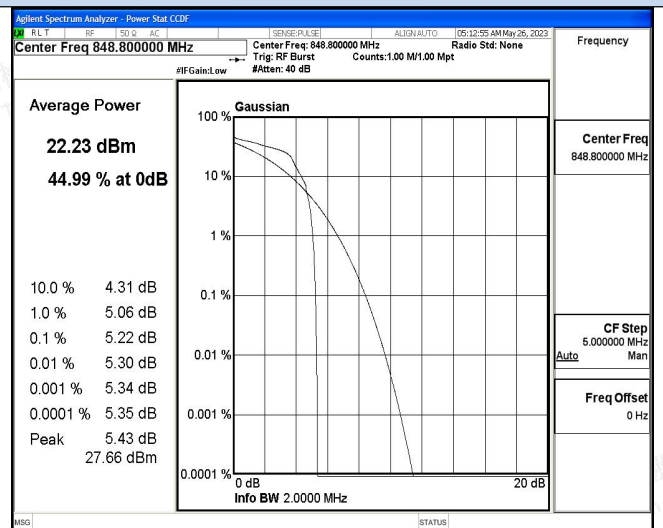 Agilent Spectrum Analyzer - Power Stat CCDF
LXI RLT RF 50 Ω AC SENSE:PULSE ALIGN AUTO 05:12:55 AM May 26, 2023
Center Freq 848.800000 MHz
Center Freq: 848.800000 MHz Radio Std: None
Trig: RF Burst Counts:1.00 M/1.00 Mpt
#IFGain:Low #Atten: 40 dB
Frequency
Average Power
22.23 dBm
44.99 % at 0dB
10.0 % 4.31 dB
1.0 % 5.06 dB
0.1 % 5.22 dB
0.01 % 5.30 dB
0.001 % 5.34 dB
0.0001 % 5.35 dB
Peak 5.43 dB
27.66 dBm
Gaussian
100 %
10 %
1 %
0.1 %
0.01 %
0.001 %
0.0001 %
0 dB 20 dB
Info BW 2.0000 MHz
Center Freq
848.800000 MHz
CF Step
5.000000 MHz
Auto Man
Freq Offset
0 Hz
MSG STATUS